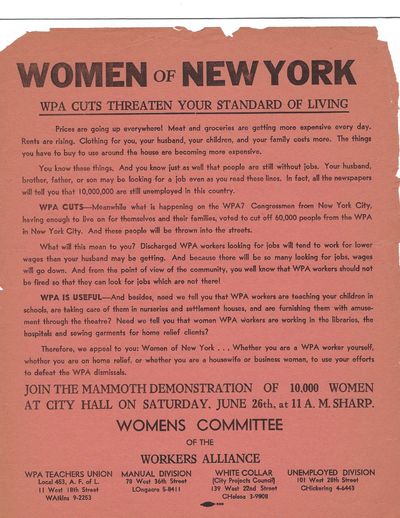 WOMEN OF NEW YORK
WPA CUTS THREATEN YOUR STANDARD OF LIVING
Prices are going up everywhere! Meat and groceries are getting more expensive every day.
Rents are rising. Clothing for you, your husband, your children, and your family costs more. The things
you have to buy to use around the house are becoming more expensive.
You know these things. And you know just as well that people are still without jobs. Your husband,
brother, father, or son may be looking for a job even as you read these lines. In fact, all the newspapers
will tell you that 10,000,000 are still unemployed in this country.
WPA CUTS—Meanwhile what is happening on the WPA? Congressmen from New York City,
having enough to live on for themselves and their families, voted to cut off 60,000 people from the WPA
in New York City. And these people will be thrown into the streets.
What will this mean to you? Discharged WPA workers looking for jobs will tend to work for lower
wages than your husband may be getting. And because there will be so many looking for jobs, wages
will go down. And from the point of view of the community, you well know that WPA workers should not
be fired so that they can look for jobs which are not there!
WPA IS USEFUL—And besides, need we tell you that WPA workers are teaching your children in
schools, are taking care of them in nurseries and settlement houses, and are furnishing them with amuse-
ment through the theatre? Need we tell you that women WPA workers are working in the libraries, the
hospitals and sewing garments for home relief clients?
Therefore, we appeal to you: Women of New York . . . Whether you are a WPA worker yourself,
whether you are on home relief, or whether you are a housewife or business woman, to use your efforts
to defeat the WPA dismissals.
JOIN THE MAMMOTH DEMONSTRATION OF 10,000 WOMEN
AT CITY HALL ON SATURDAY, JUNE 26th, at 11 A. M. SHARP.
WOMENS COMMITTEE
OF THE
WORKERS ALLIANCE
WPA TEACHERS UNION
Local 453, A. F. of L.
11 West 18th Street
WAtkins 9-2253
MANUAL DIVISION
78 West 36th Street
LOngacre 5-8411
WHITE COLLAR
(City Projects Council)
139 West 22nd Street
CHelsea 3-9808
UNEMPLOYED DIVISION
101 West 28th Street
CHickering 4-6443